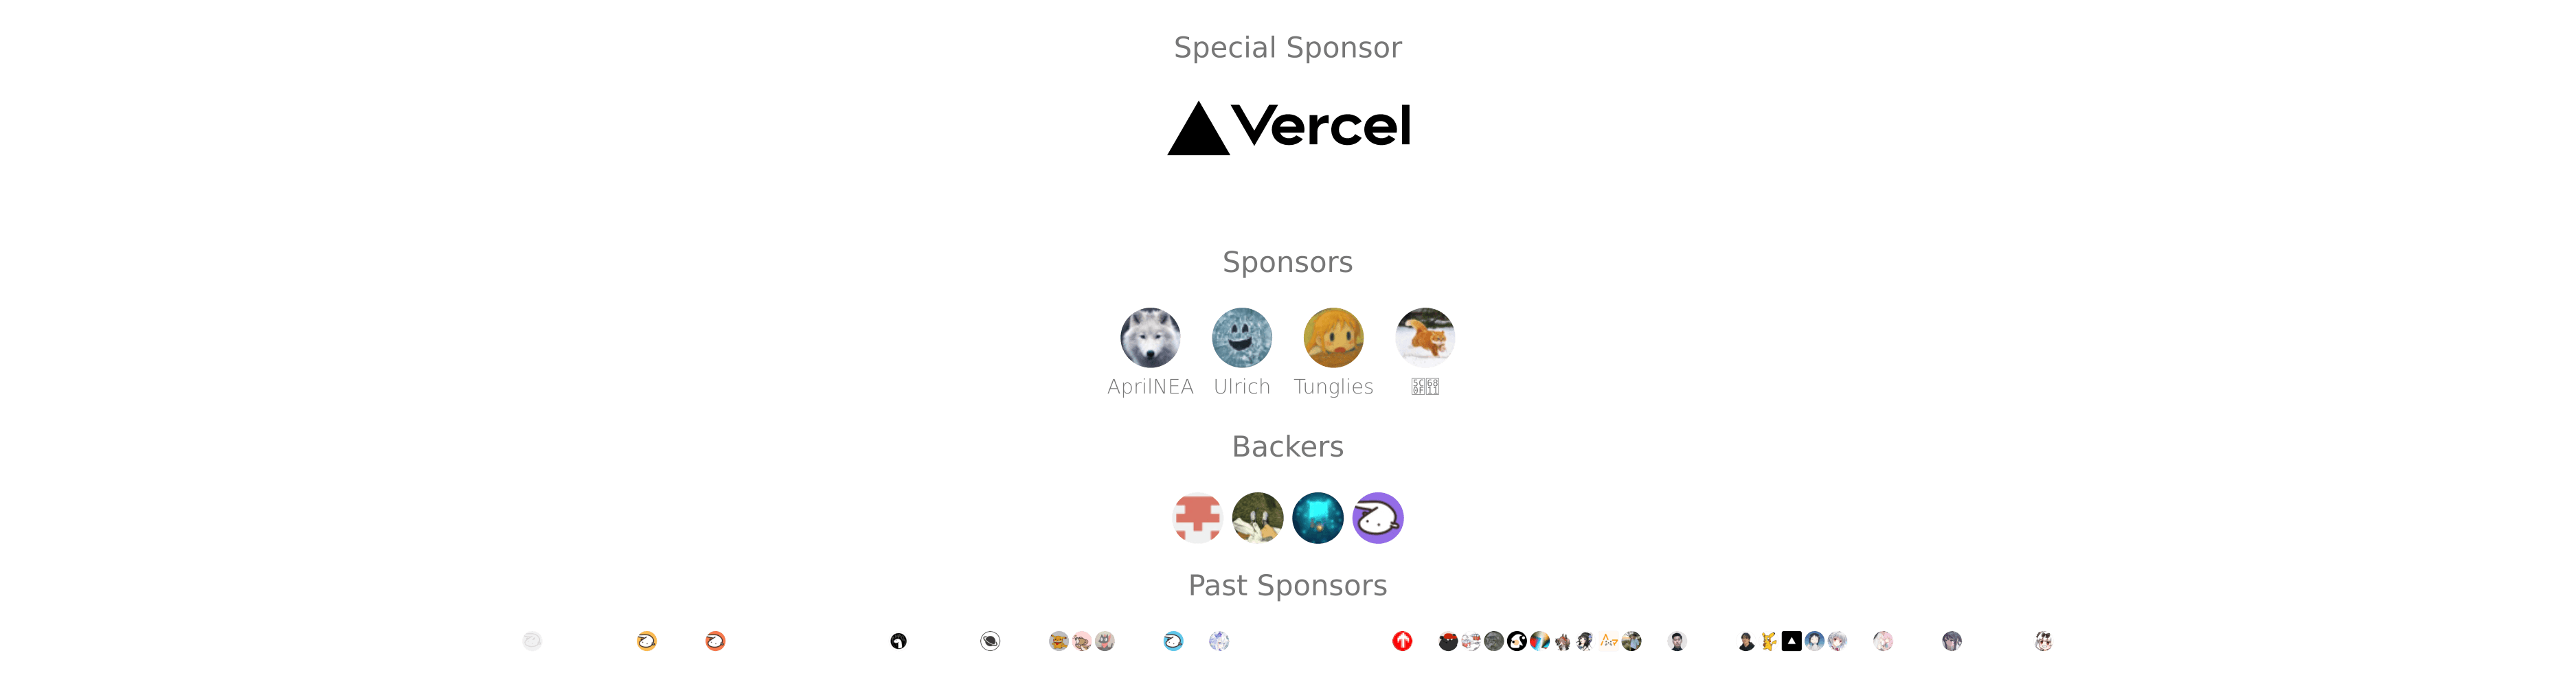 Special Sponsor
Vercel
Sponsors
AprilNEA Ulrich Tunglies
Backers
Past Sponsors